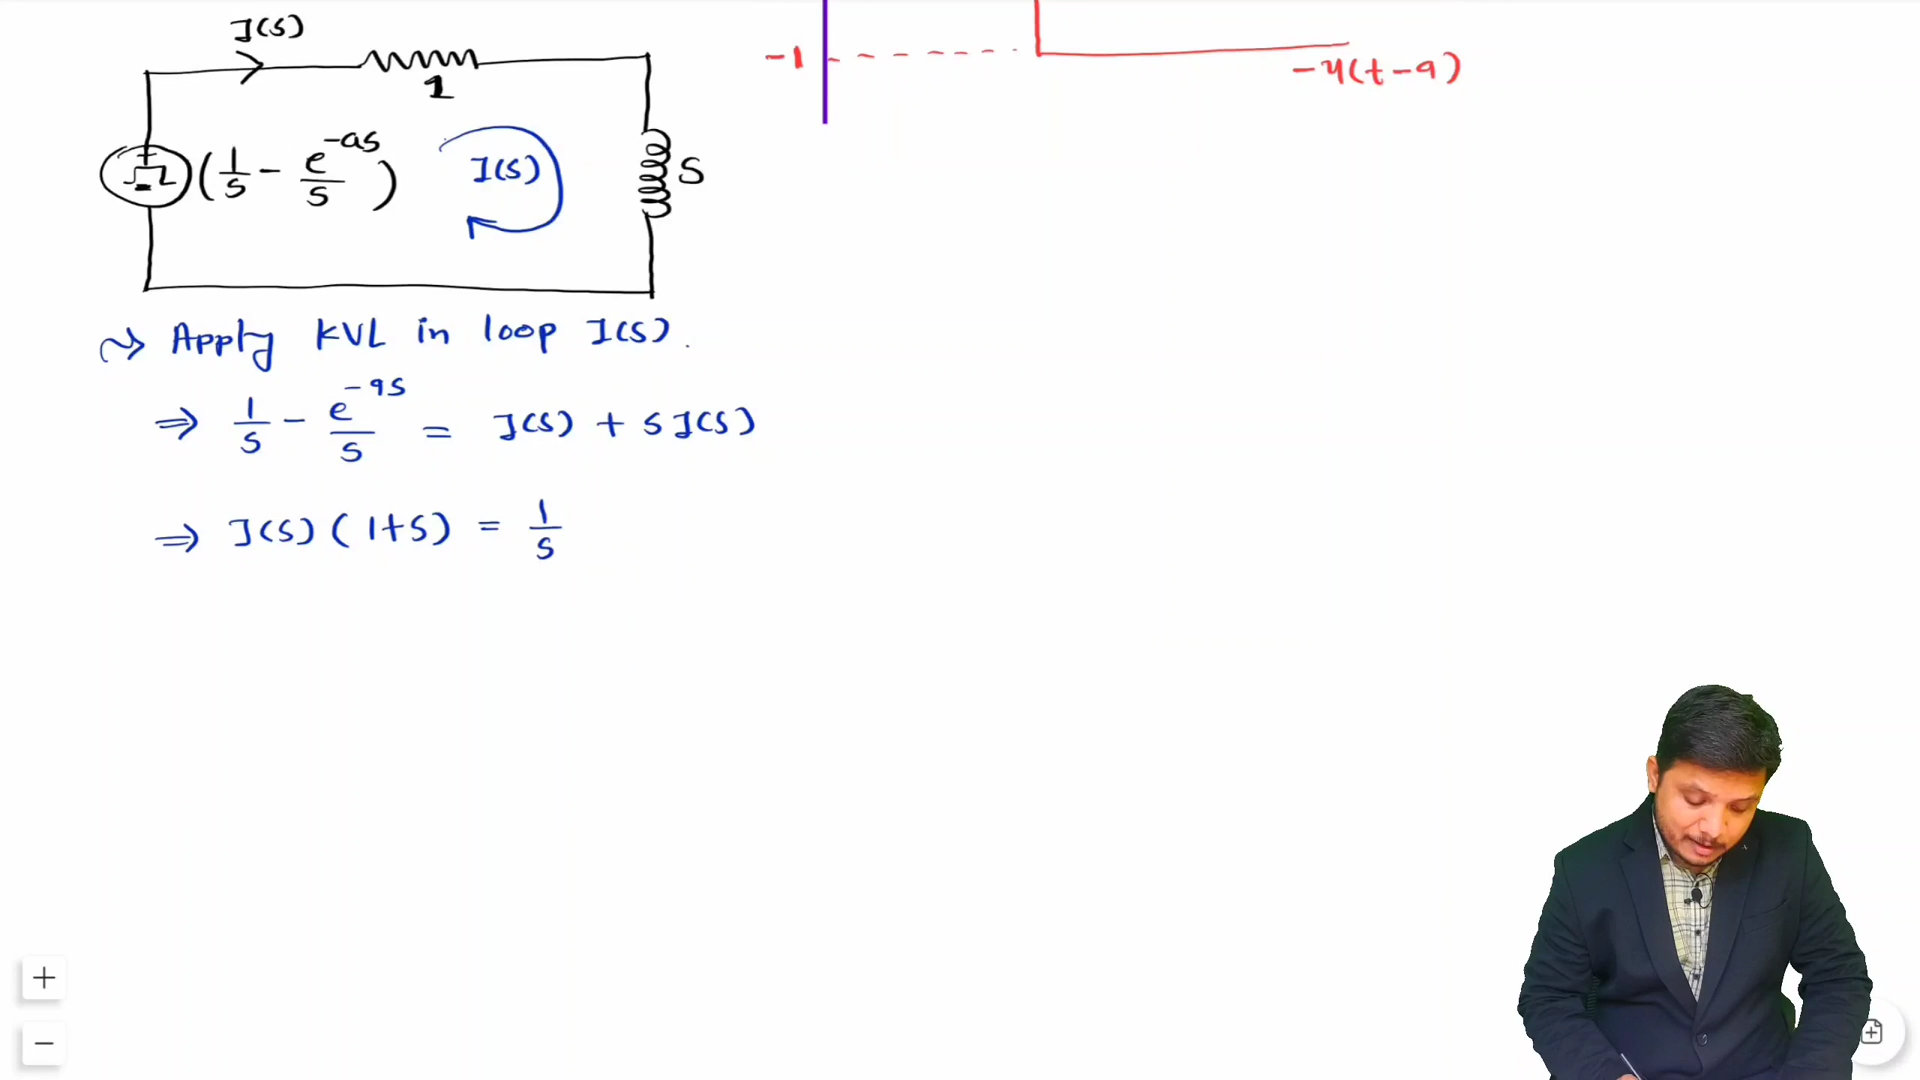 I(s)
-1
-u(t-a)
1
(1/s - e^-as/s)
I(s)
s
Apply KVL in loop I(s).
⇒ 1/s - e^-as/s = I(s) + s I(s)
⇒ I(s) (1+s) = 1/s